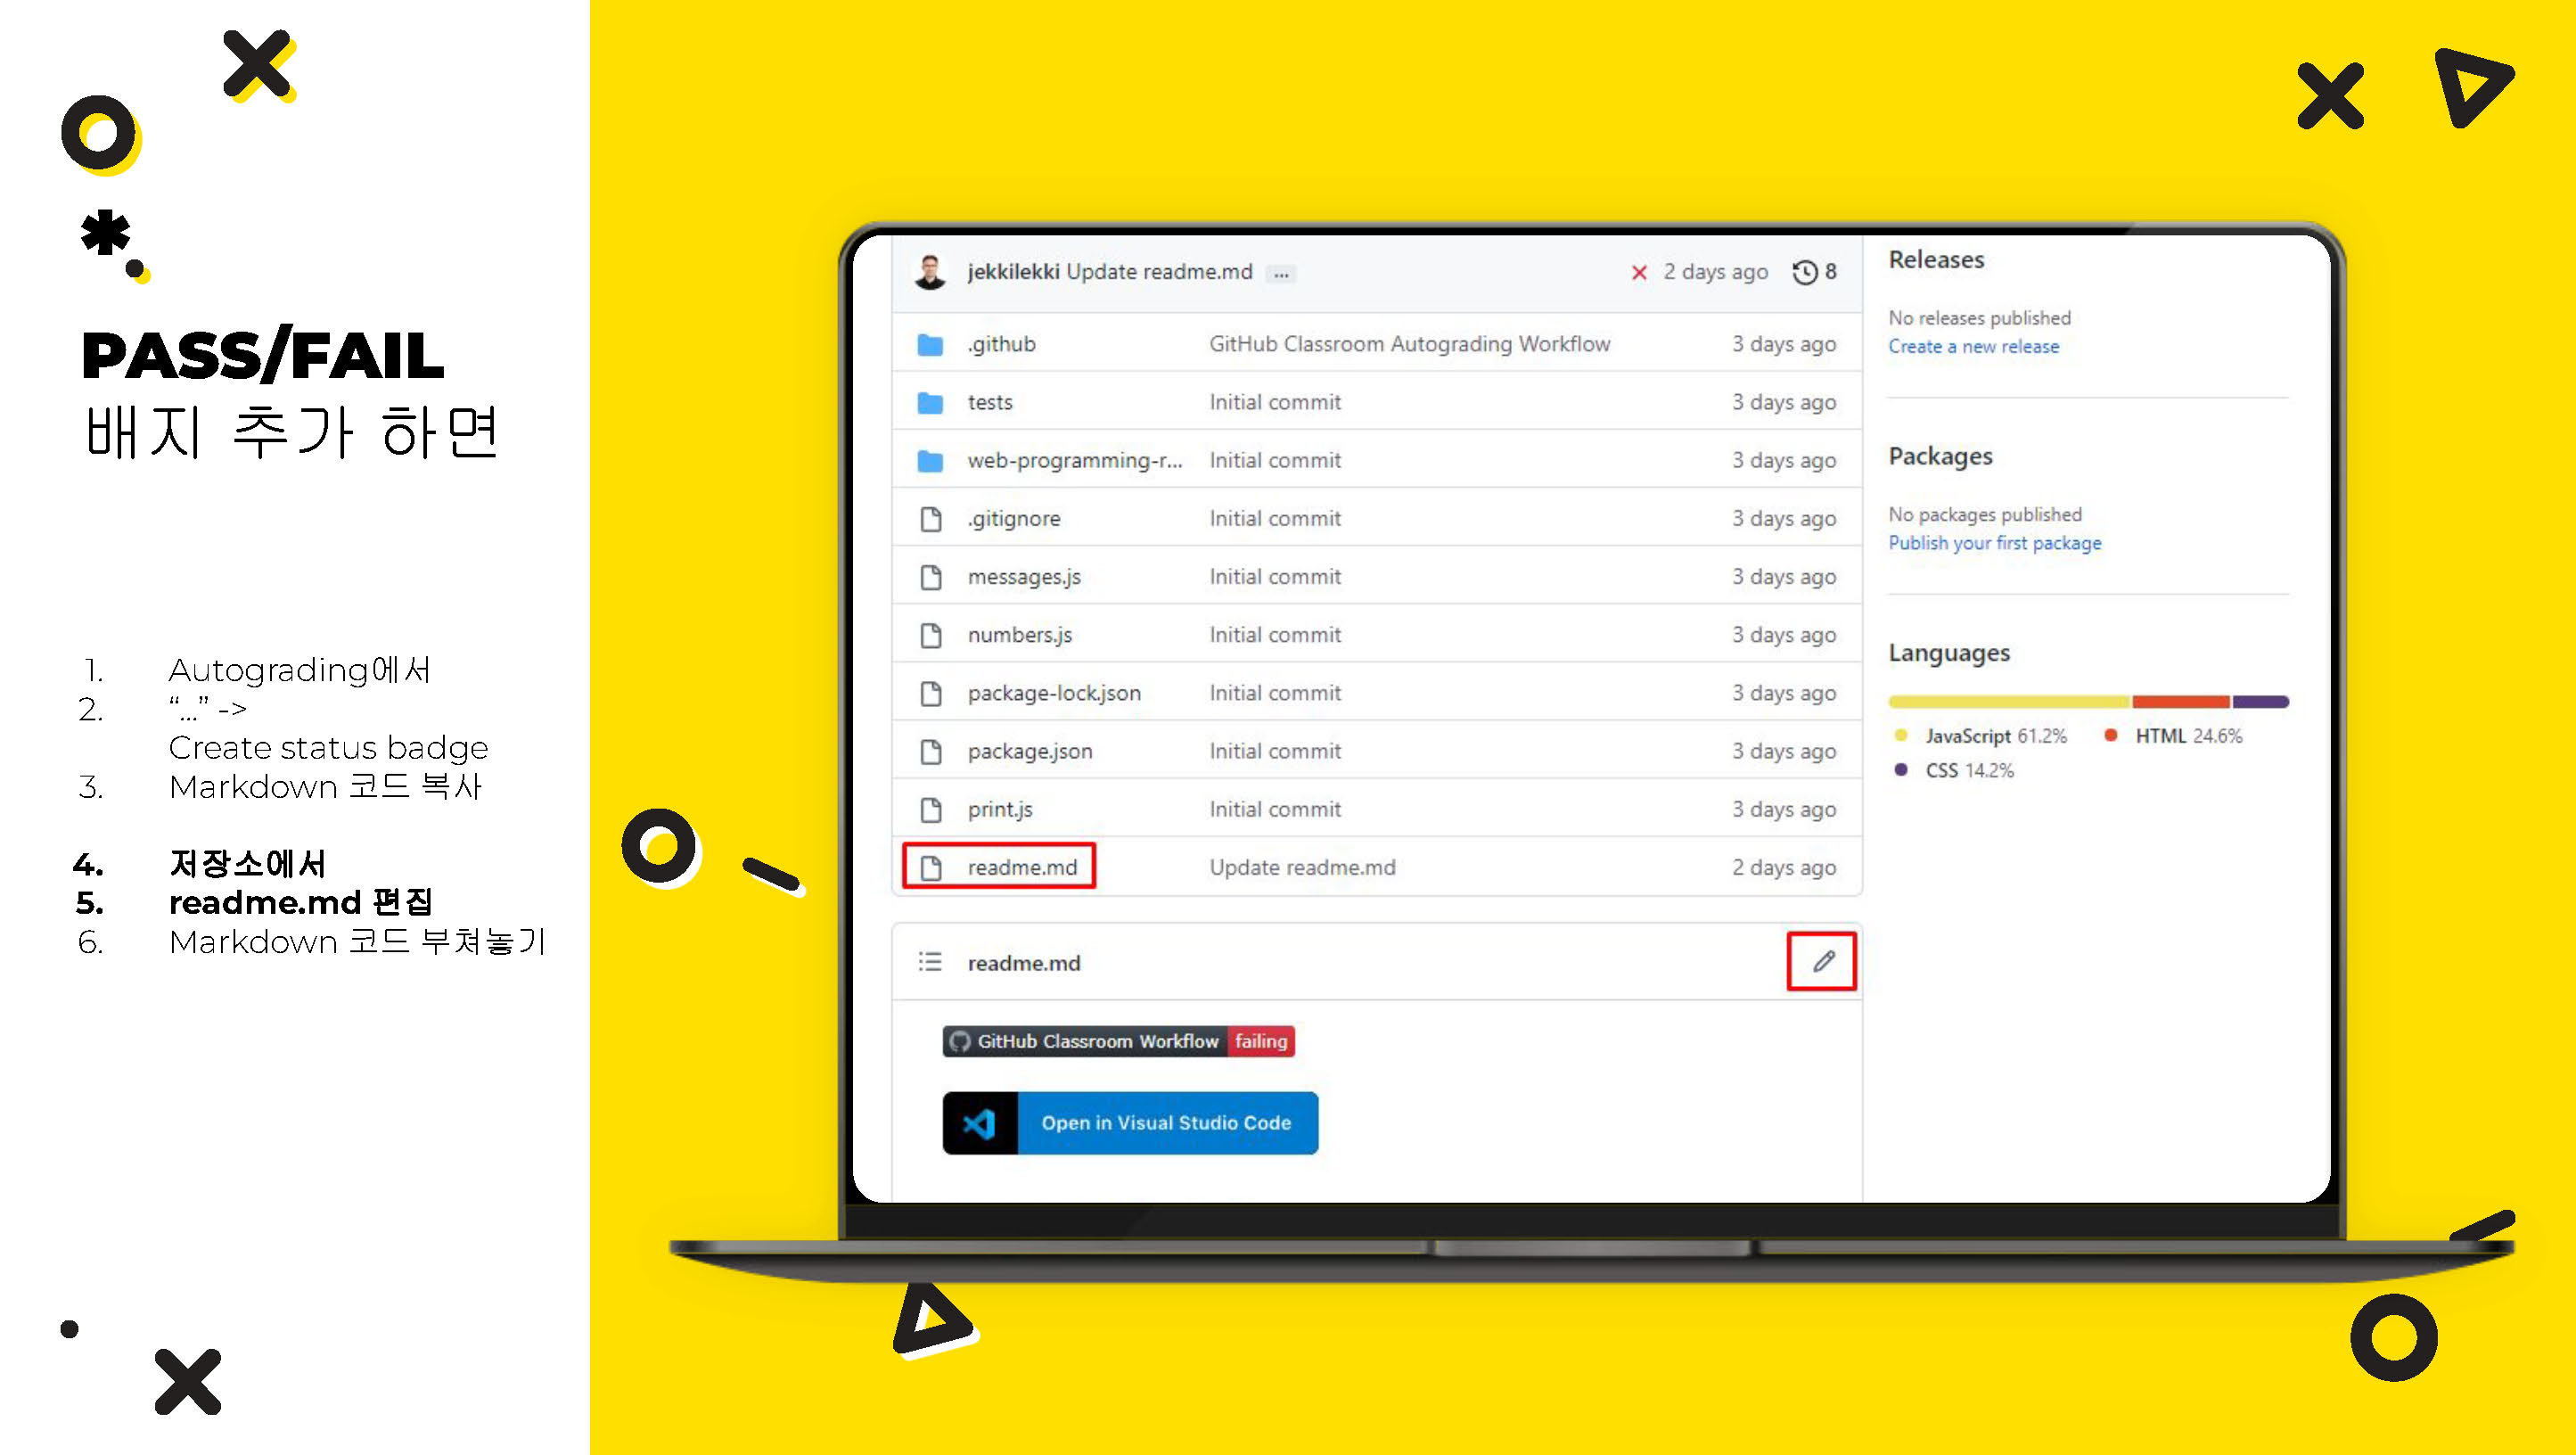 PASS/FAIL
배지 추가 하면
1. Autograding에서
2. “...” ->
Create status badge
3. Markdown 코드 복사
4. 저장소에서
5. readme.md 편집
6. Markdown 코드 부쳐놓기
jekkilekki Update readme.md ... 2 days ago 8
.github GitHub Classroom Autograding Workflow 3 days ago
tests Initial commit 3 days ago
web-programming-r... Initial commit 3 days ago
.gitignore Initial commit 3 days ago
messages.js Initial commit 3 days ago
numbers.js Initial commit 3 days ago
package-lock.json Initial commit 3 days ago
package.json Initial commit 3 days ago
print.js Initial commit 3 days ago
readme.md Update readme.md 2 days ago
readme.md
GitHub Classroom Workflow failing
Open in Visual Studio Code
Releases
No releases published
Create a new release
Packages
No packages published
Publish your first package
Languages
JavaScript 61.2% HTML 24.6%
CSS 14.2%